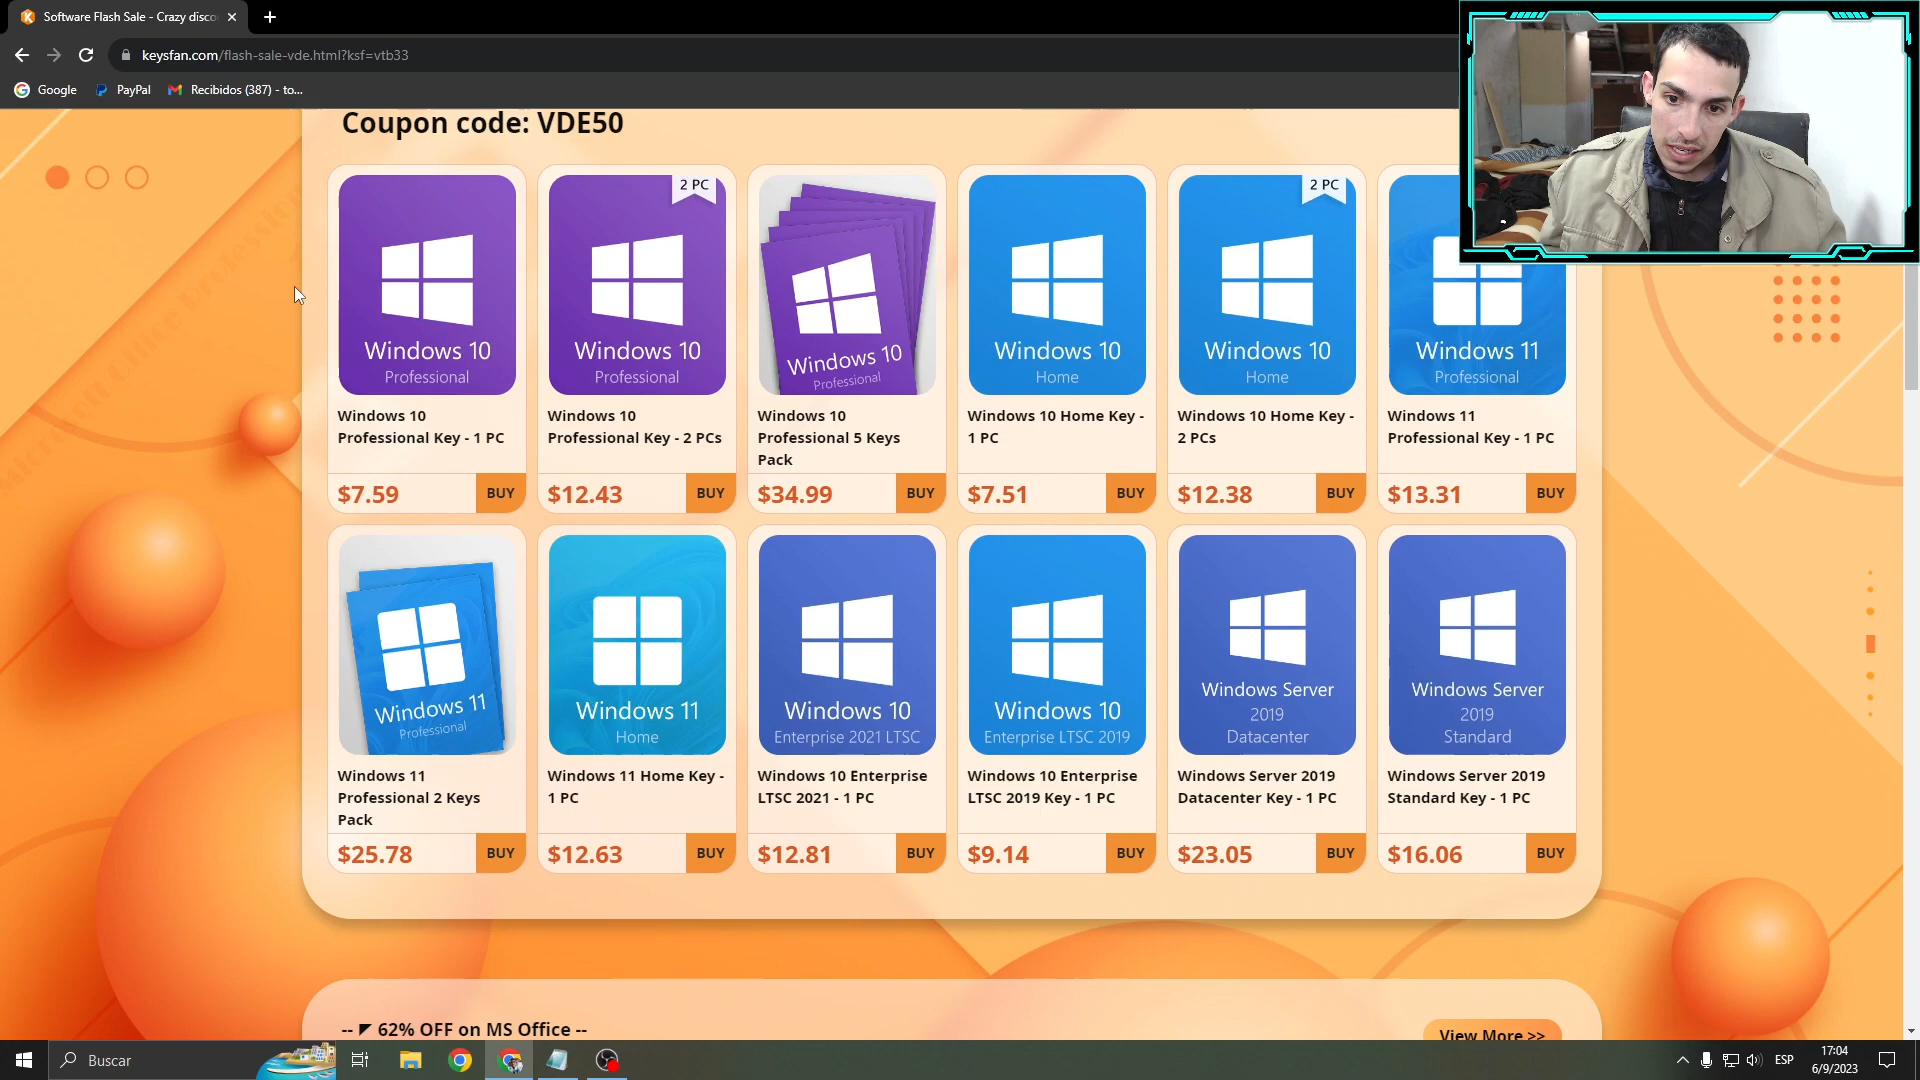 Software Flash Sale - Crazy disco
keysfan.com/flash-sale-vde.html?ksf=vtb33
Google
PayPal
Recibidos (387) - to...
Coupon code: VDE50
Windows 10
Professional
Windows 10
Professional Key - 1 PC
$7.59
BUY
2 PC
Windows 10
Professional
Windows 10
Professional Key - 2 PCs
$12.43
BUY
Windows 10
Professional
Windows 10
Professional 5 Keys
Pack
$34.99
BUY
Windows 10
Home
Windows 10 Home Key -
1 PC
$7.51
BUY
2 PC
Windows 10
Home
Windows 10 Home Key -
2 PCs
$12.38
BUY
Windows 11
Professional
Windows 11
Professional Key - 1 PC
$13.31
BUY
Windows 11
Professional
Windows 11
Professional 2 Keys
Pack
$25.78
BUY
Windows 11
Home
Windows 11 Home Key -
1 PC
$12.63
BUY
Windows 10
Enterprise 2021 LTSC
Windows 10 Enterprise
LTSC 2021 - 1 PC
$12.81
BUY
Windows 10
Enterprise LTSC 2019
Windows 10 Enterprise
LTSC 2019 Key - 1 PC
$9.14
BUY
Windows Server
2019
Datacenter
Windows Server 2019
Datacenter Key - 1 PC
$23.05
BUY
Windows Server
2019
Standard
Windows Server 2019
Standard Key - 1 PC
$16.06
BUY
-- 62% OFF on MS Office --
View More >>
Buscar
ESP
17:04
6/9/2023